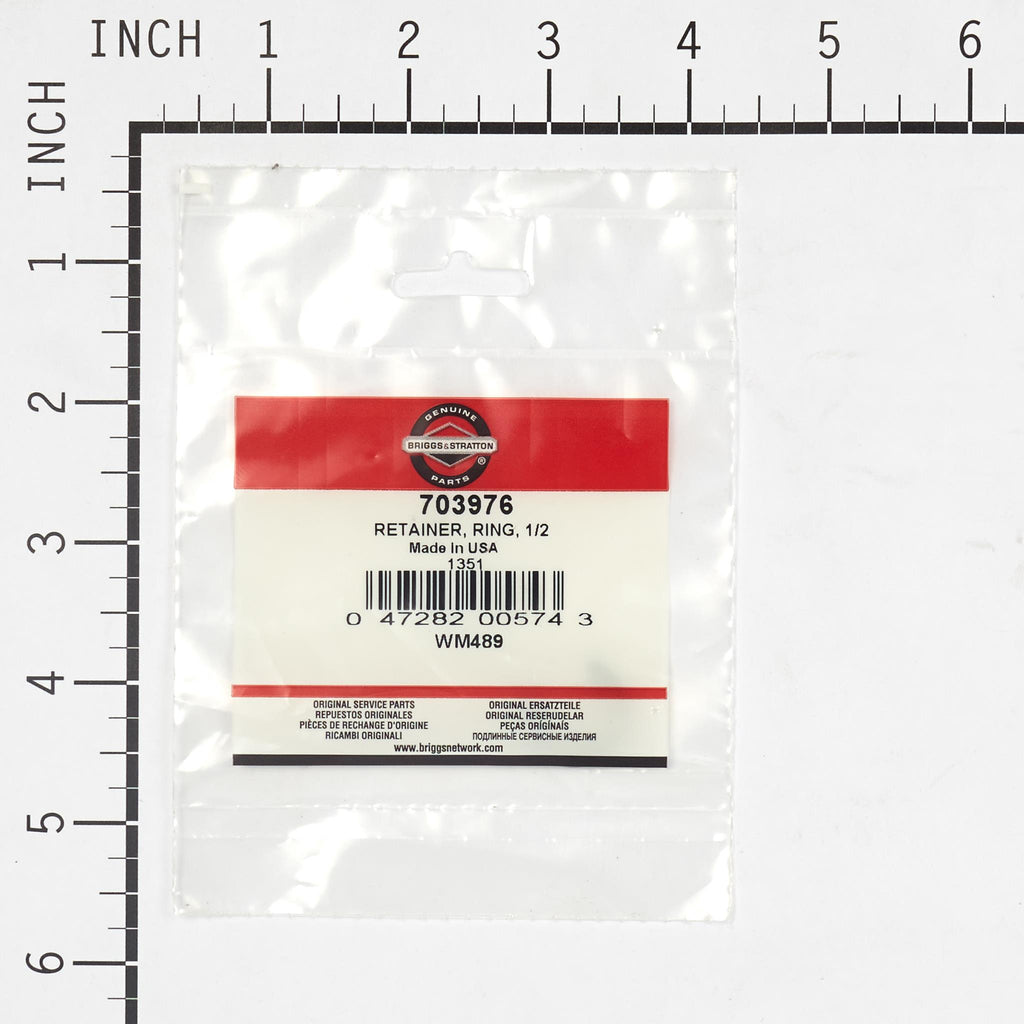 INCH 1 2 3 4 5 6
INCH
1
2
3
4
5
6
GENUINE
BRIGGS&STRATTON
®
PARTS
703976
RETAINER, RING, 1/2
Made In USA
1351
0 47282 00574 3
WM489
ORIGINAL SERVICE PARTS
REPUESTOS ORIGINALES
PIÈCES DE RECHANGE D'ORIGINE
RICAMBI ORIGINALI
ORIGINAL ERSATZTEILE
ORIGINAL RESERUDELAR
PEÇAS ORIGÍNAIS
ПОДЛИННЫЕ СЕРВИСНЫЕ ИЗДЕЛИЯ
www.briggsnetwork.com